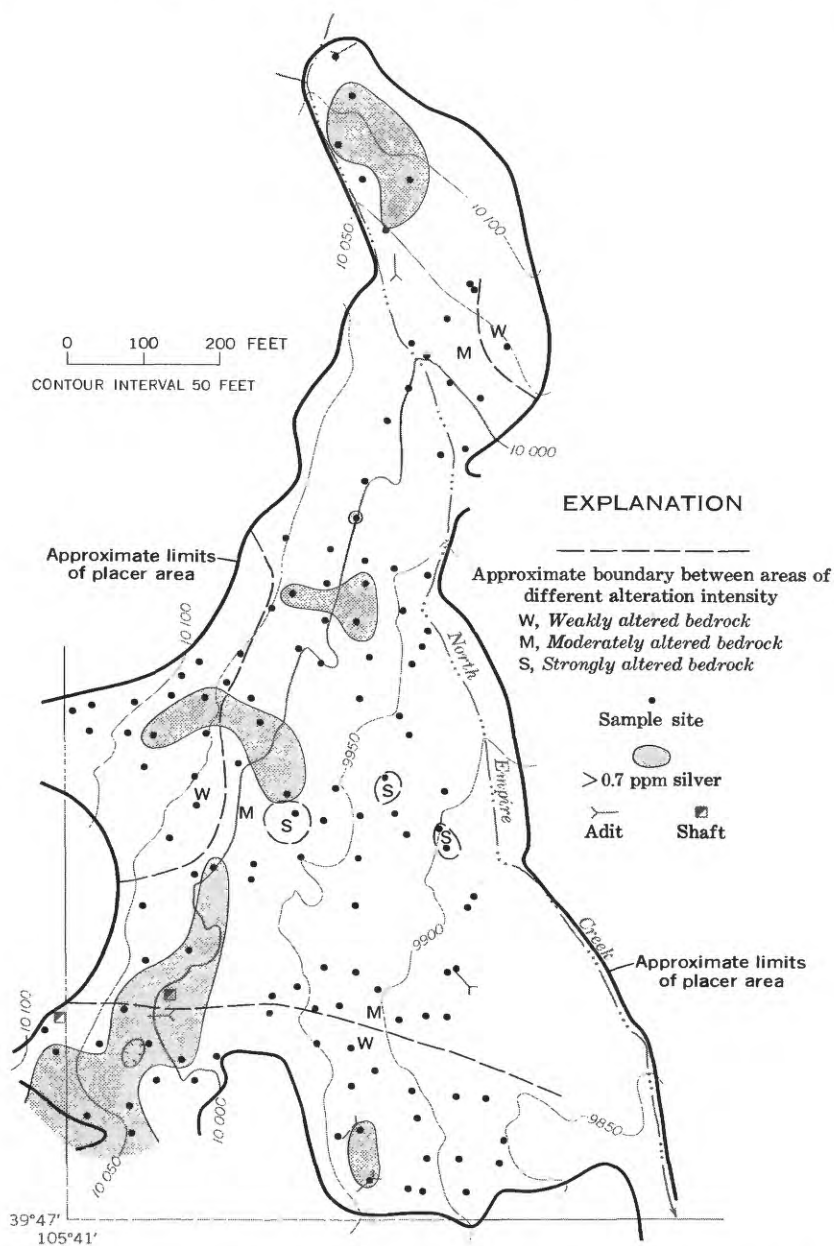 10 050
10 100
W
M
0 100 200 FEET
CONTOUR INTERVAL 50 FEET
10 000
EXPLANATION
Approximate limits
of placer area
Approximate boundary between areas of
different alteration intensity
W, Weakly altered bedrock
M, Moderately altered bedrock
S, Strongly altered bedrock
10 100
North
Empire
Creek
Sample site
9950
> 0.7 ppm silver
S
W
M
S
S
Adit Shaft
9900
Approximate limits
of placer area
M
W
10 100
10 000
9850
10 050
39°47'
105°41'